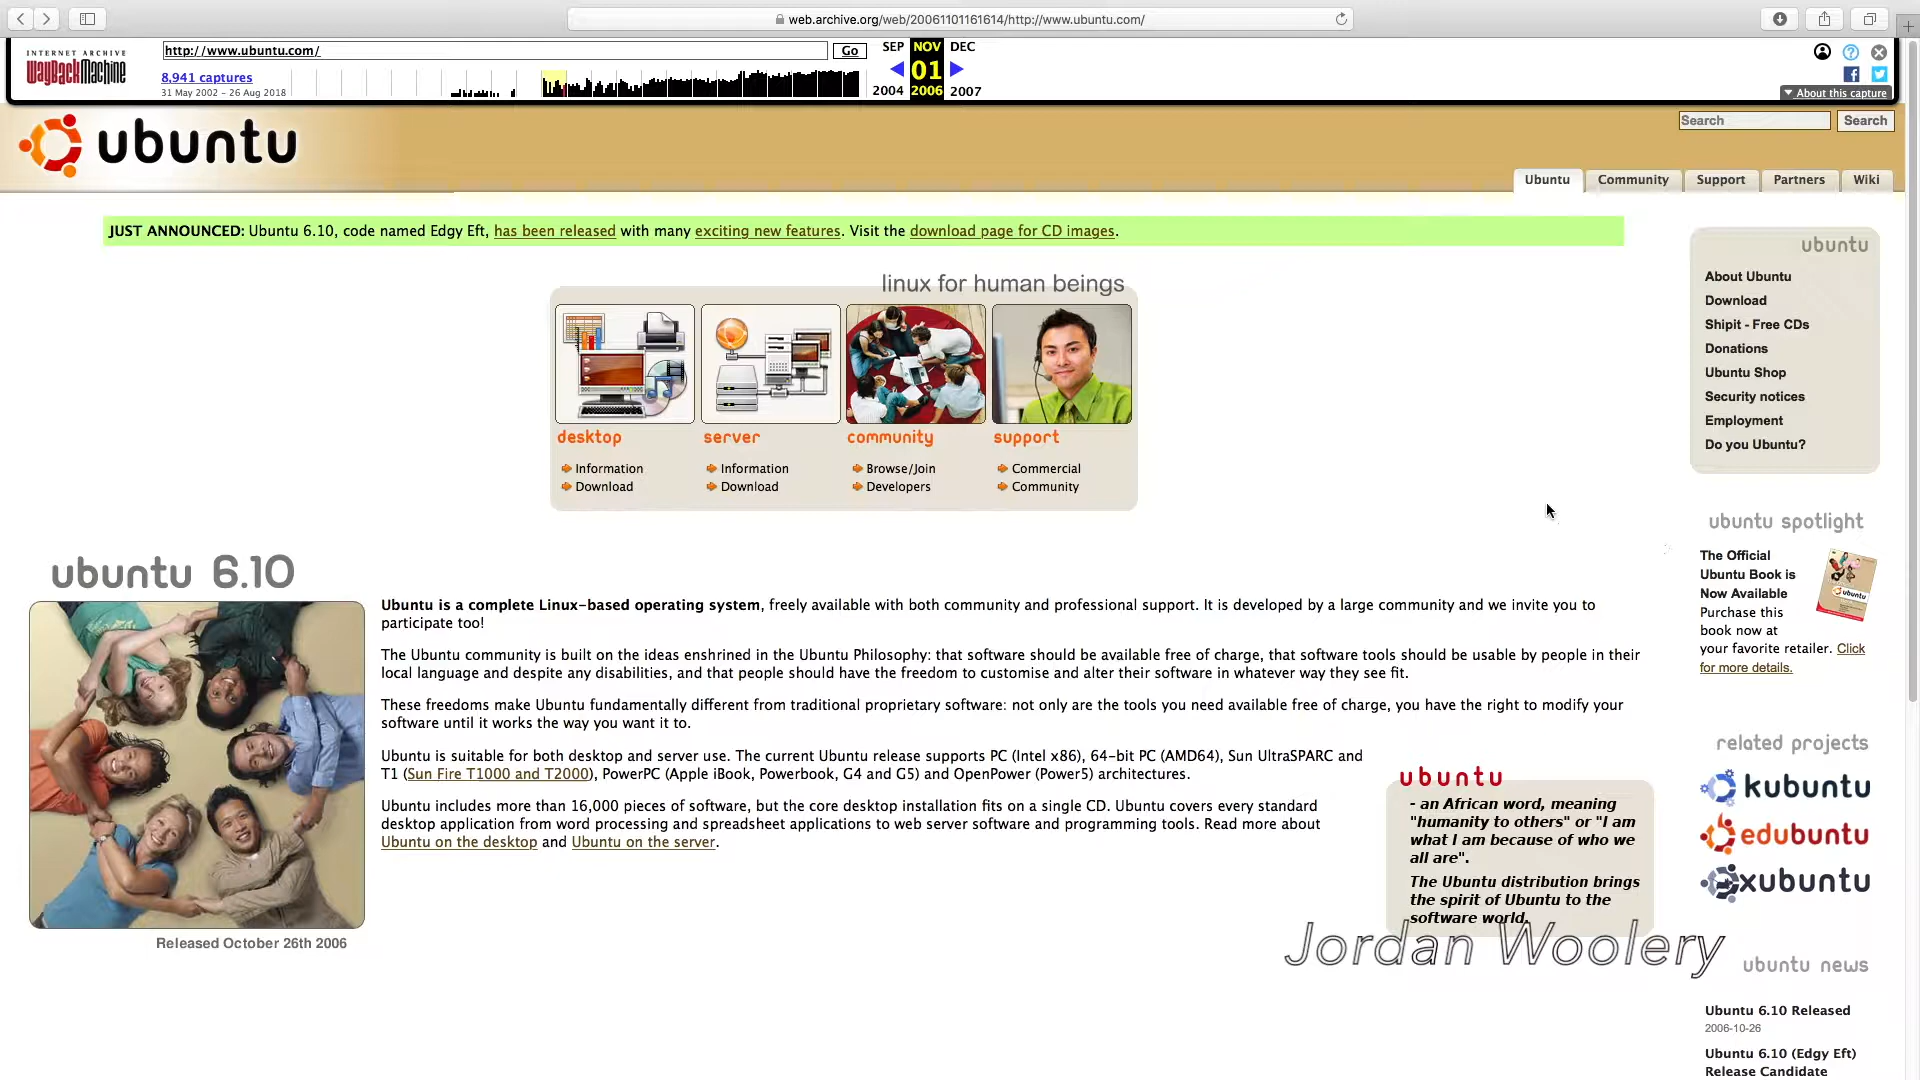 web.archive.org/web/20061101161614/http://www.ubuntu.com/
INTERNET ARCHIVE
WayBackMachine
http://www.ubuntu.com/
Go
SEP NOV DEC
01
2004 2006 2007
8,941 captures
31 May 2002 - 26 Aug 2018
About this capture
ubuntu
Search
Search
Ubuntu
Community
Support
Partners
Wiki
JUST ANNOUNCED: Ubuntu 6.10, code named Edgy Eft, has been released with many exciting new features. Visit the download page for CD images.
linux for human beings
desktop
Information
Download
server
Information
Download
community
Browse/Join
Developers
support
Commercial
Community
ubuntu 6.10
Released October 26th 2006
Ubuntu is a complete Linux-based operating system, freely available with both community and professional support. It is developed by a large community and we invite you to
participate too!
The Ubuntu community is built on the ideas enshrined in the Ubuntu Philosophy: that software should be available free of charge, that software tools should be usable by people in their
local language and despite any disabilities, and that people should have the freedom to customise and alter their software in whatever way they see fit.
These freedoms make Ubuntu fundamentally different from traditional proprietary software: not only are the tools you need available free of charge, you have the right to modify your
software until it works the way you want it to.
Ubuntu is suitable for both desktop and server use. The current Ubuntu release supports PC (Intel x86), 64-bit PC (AMD64), Sun UltraSPARC and
T1 (Sun Fire T1000 and T2000), PowerPC (Apple iBook, Powerbook, G4 and G5) and OpenPower (Power5) architectures.
Ubuntu includes more than 16,000 pieces of software, but the core desktop installation fits on a single CD. Ubuntu covers every standard
desktop application from word processing and spreadsheet applications to web server software and programming tools. Read more about
Ubuntu on the desktop and Ubuntu on the server.
ubuntu
- an African word, meaning
"humanity to others" or "I am
what I am because of who we
all are".
The Ubuntu distribution brings
the spirit of Ubuntu to the
software world.
Jordan Woolery
ubuntu
About Ubuntu
Download
Shipit - Free CDs
Donations
Ubuntu Shop
Security notices
Employment
Do you Ubuntu?
ubuntu spotlight
The Official
Ubuntu Book is
Now Available
Purchase this
book now at
your favorite retailer. Click
for more details.
ubuntu
related projects
kubuntu
edubuntu
xubuntu
ubuntu news
Ubuntu 6.10 Released
2006-10-26
Ubuntu 6.10 (Edgy Eft)
Release Candidate